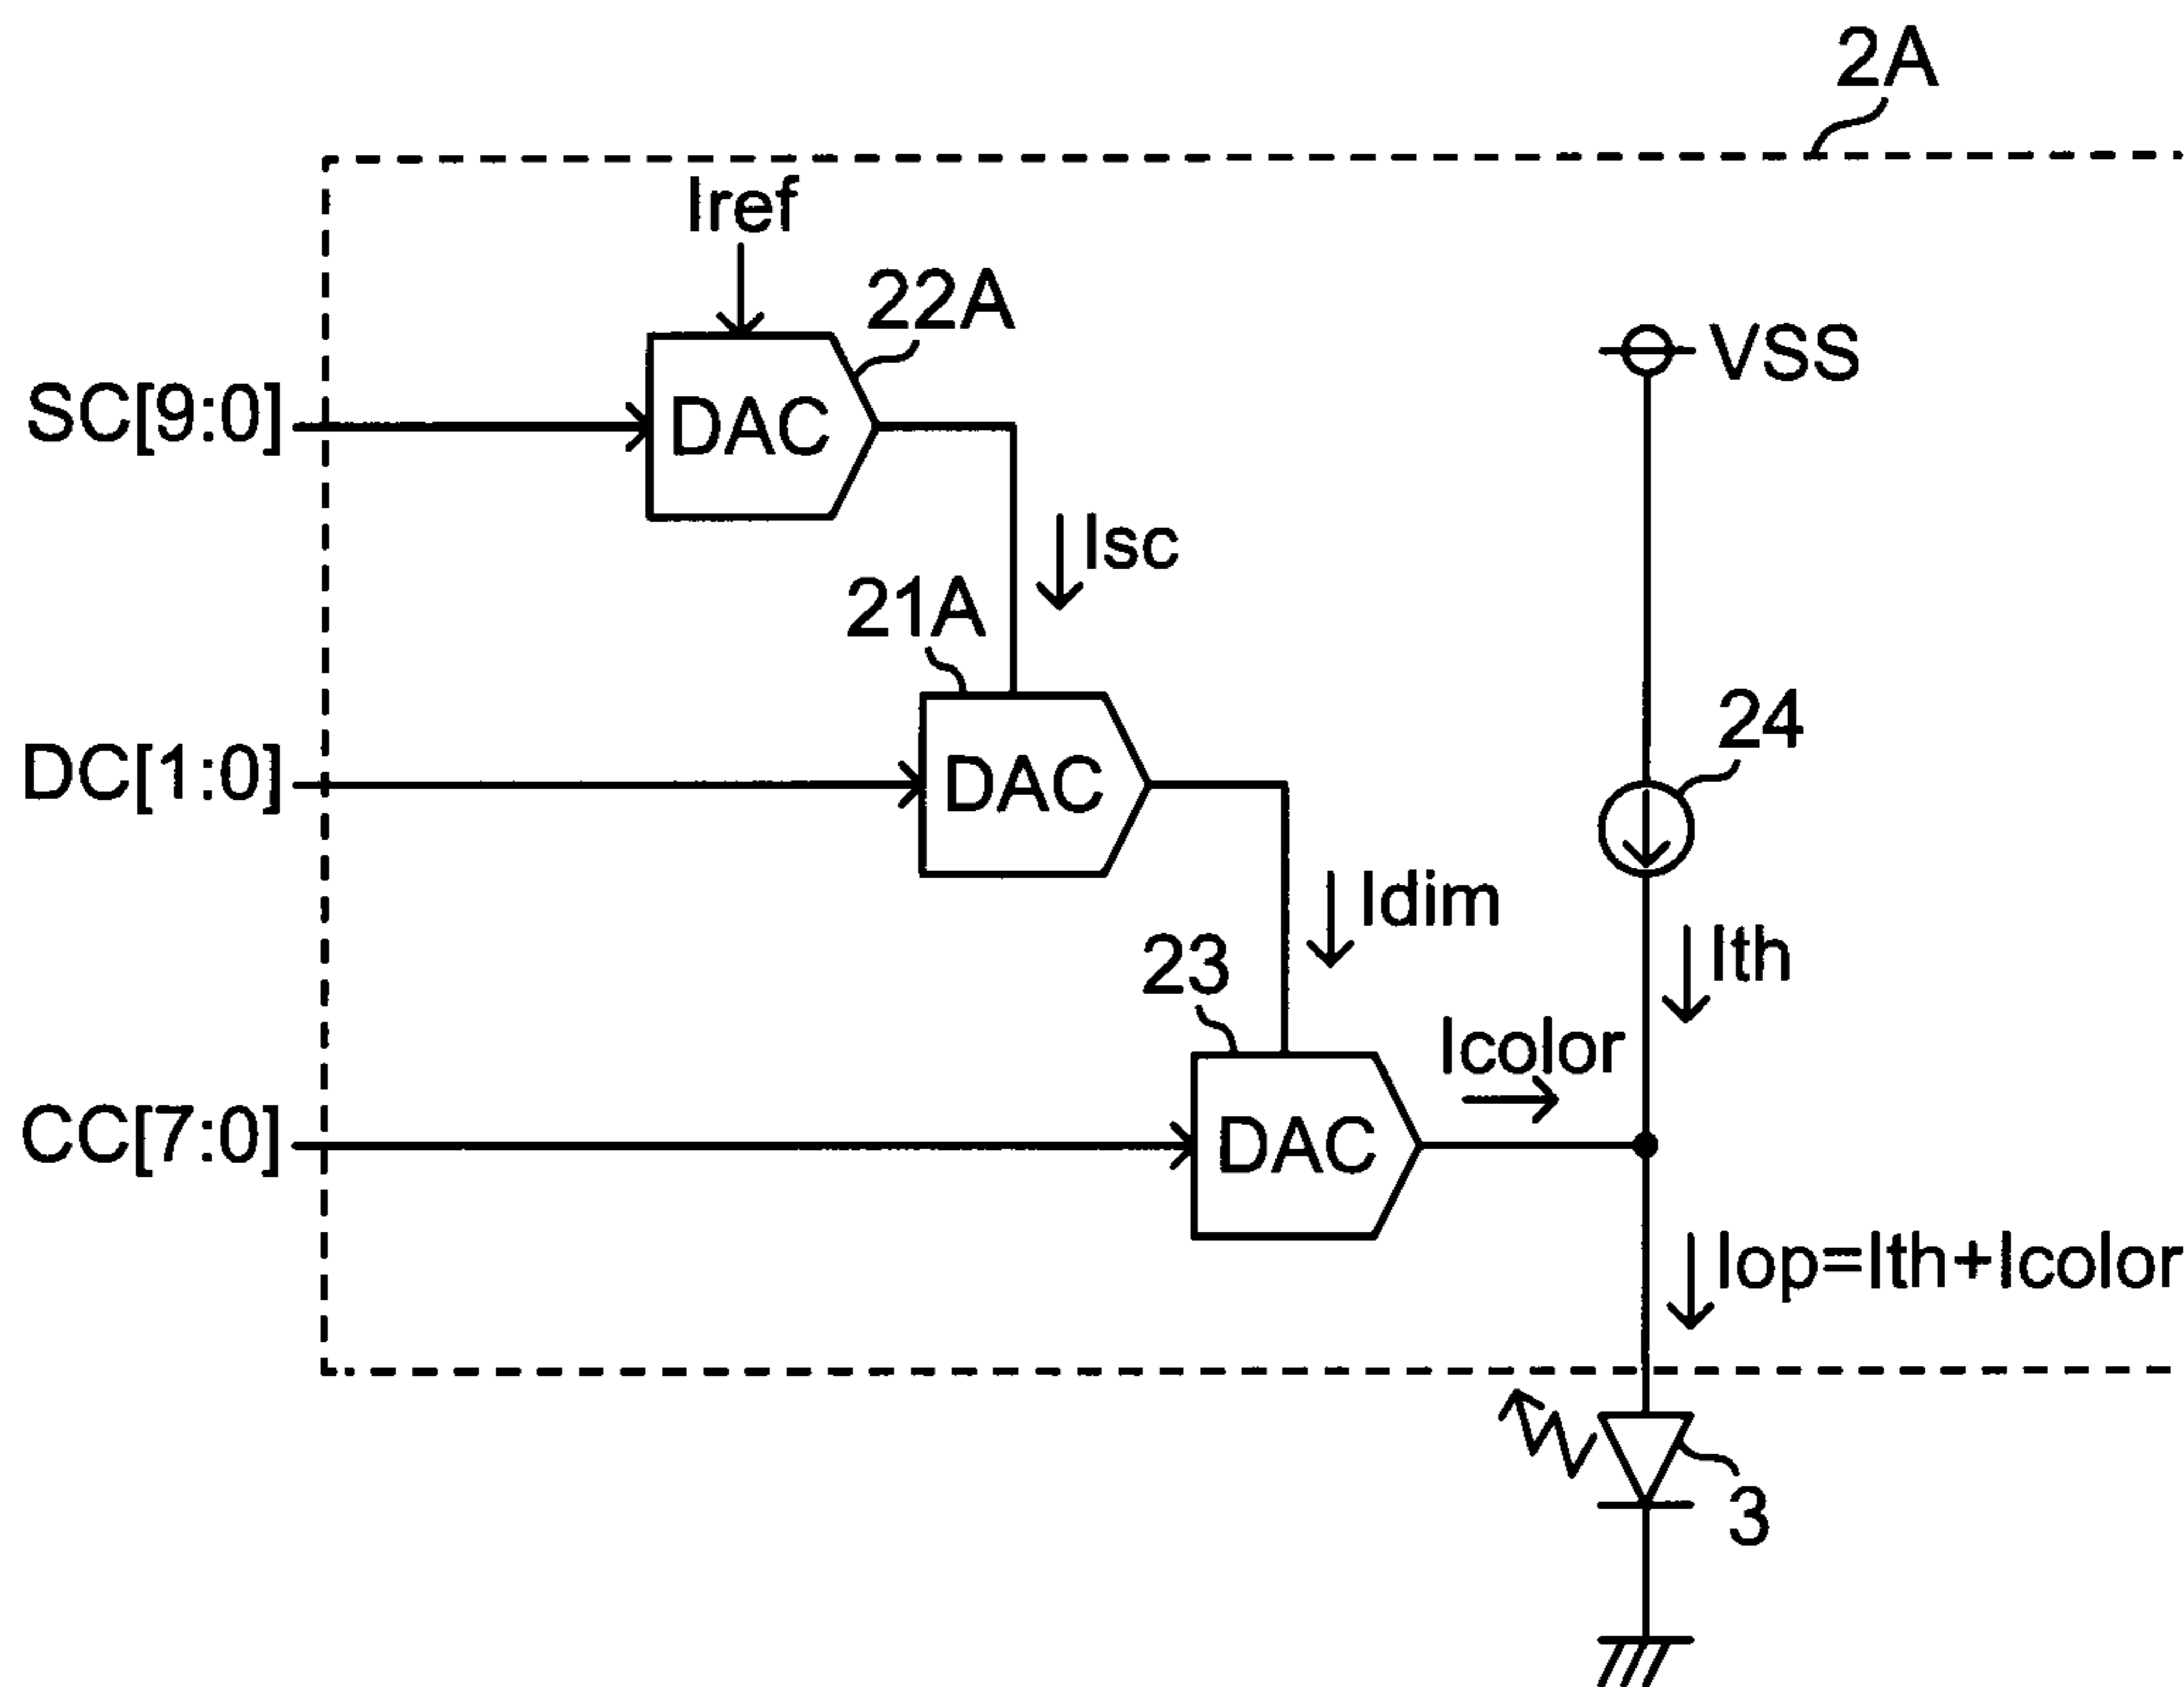 2A
Iref
22A
SC[9:0]
DAC
VSS
Isc
21A
24
DC[1:0]
DAC
Idim
Ith
23
Icolor
CC[7:0]
DAC
Iop=Ith+Icolor
3